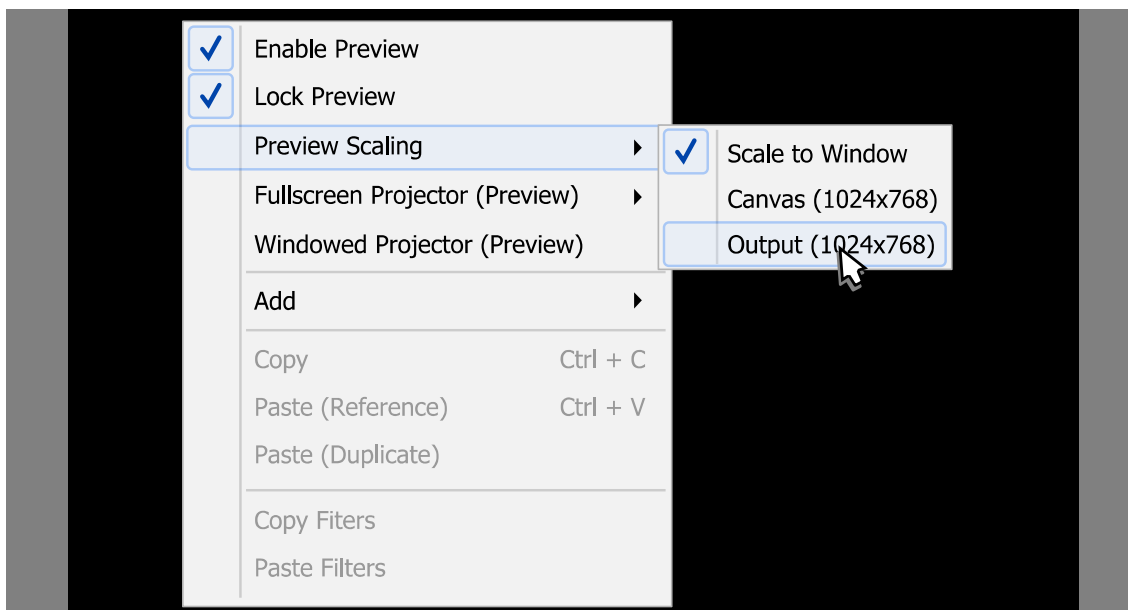 Enable Preview
Lock Preview
Preview Scaling
Scale to Window
Canvas (1024x768)
Output (1024x768)
Fullscreen Projector (Preview)
Windowed Projector (Preview)
Add
Copy Ctrl + C
Paste (Reference) Ctrl + V
Paste (Duplicate)
Copy Fiters
Paste Filters